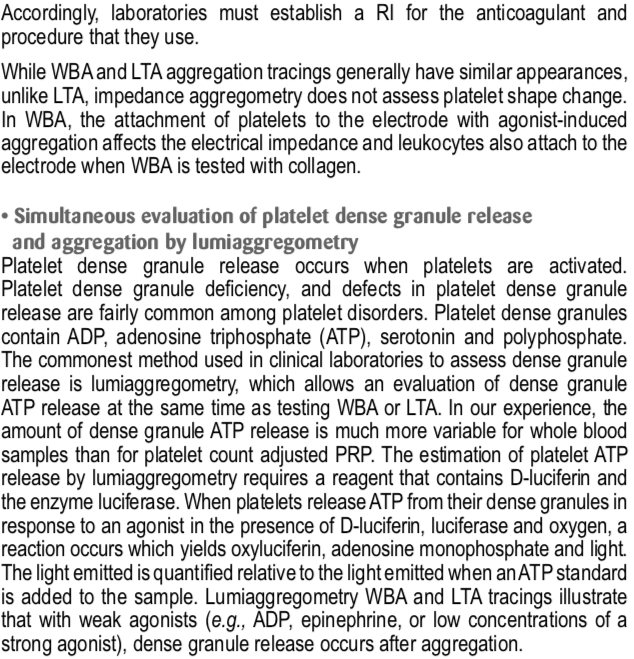 Accordingly, laboratories must establish a RI for the anticoagulant and
procedure that they use.
While WBA and LTA aggregation tracings generally have similar appearances,
unlike LTA, impedance aggregometry does not assess platelet shape change.
In WBA, the attachment of platelets to the electrode with agonist-induced
aggregation affects the electrical impedance and leukocytes also attach to the
electrode when WBA is tested with collagen.
• Simultaneous evaluation of platelet dense granule release
and aggregation by lumiaggregometry
Platelet dense granule release occurs when platelets are activated.
Platelet dense granule deficiency, and defects in platelet dense granule
release are fairly common among platelet disorders. Platelet dense granules
contain ADP, adenosine triphosphate (ATP), serotonin and polyphosphate.
The commonest method used in clinical laboratories to assess dense granule
release is lumiaggregometry, which allows an evaluation of dense granule
ATP release at the same time as testing WBA or LTA. In our experience, the
amount of dense granule ATP release is much more variable for whole blood
samples than for platelet count adjusted PRP. The estimation of platelet ATP
release by lumiaggregometry requires a reagent that contains D-luciferin and
the enzyme luciferase. When platelets release ATP from their dense granules in
response to an agonist in the presence of D-luciferin, luciferase and oxygen, a
reaction occurs which yields oxyluciferin, adenosine monophosphate and light.
The light emitted is quantified relative to the light emitted when an ATP standard
is added to the sample. Lumiaggregometry WBA and LTA tracings illustrate
that with weak agonists (e.g., ADP, epinephrine, or low concentrations of a
strong agonist), dense granule release occurs after aggregation.